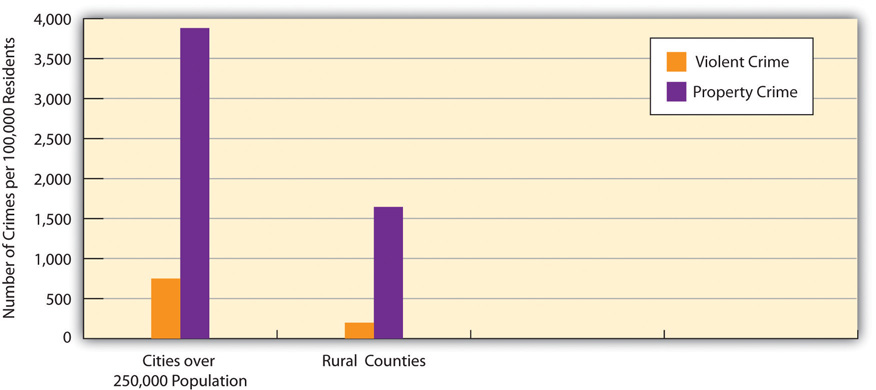 Number of Crimes per 100,000 Residents
4,000
3,500
3,000
2,500
2,000
1,500
1,000
500
0
Violent Crime
Property Crime
Cities over
250,000 Population
Rural Counties